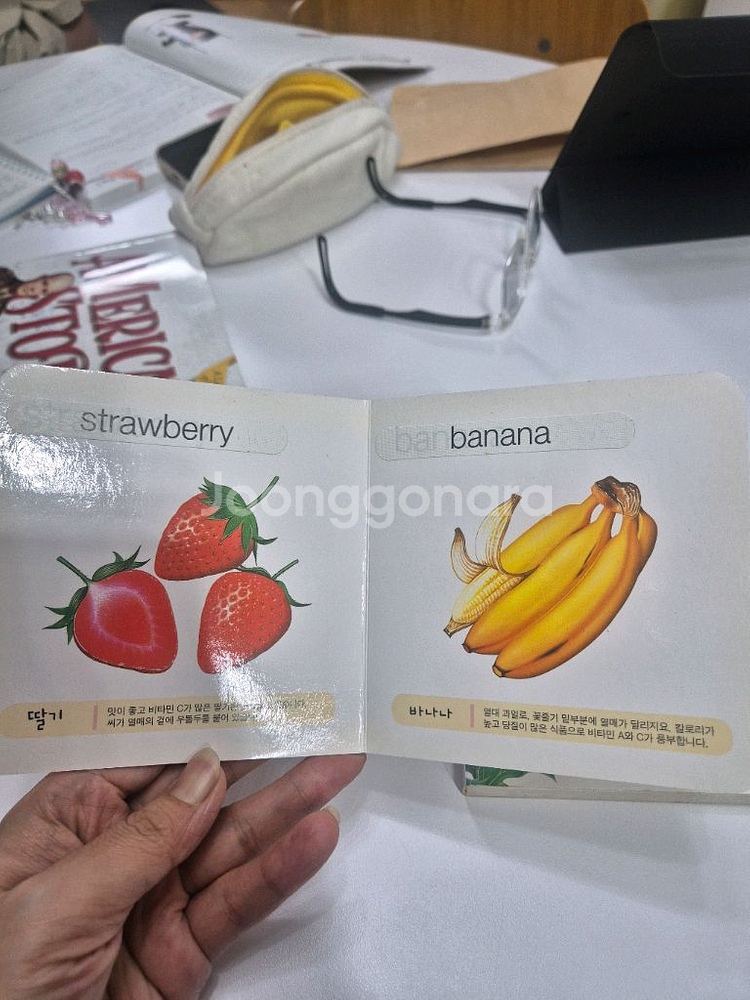 AMERIC
STO
strawberry
banbanana
Joonggonara
딸기
맛이 좋고 비타민 C가 많은
씨가 열매의 겉에 우툴두툴 붙어
바나나
열대 과일로, 꽃줄기 밑부분에 열매가 달리지요. 칼로리가
높고 당질이 많은 식품으로 비타민 A와 C가 풍부합니다.